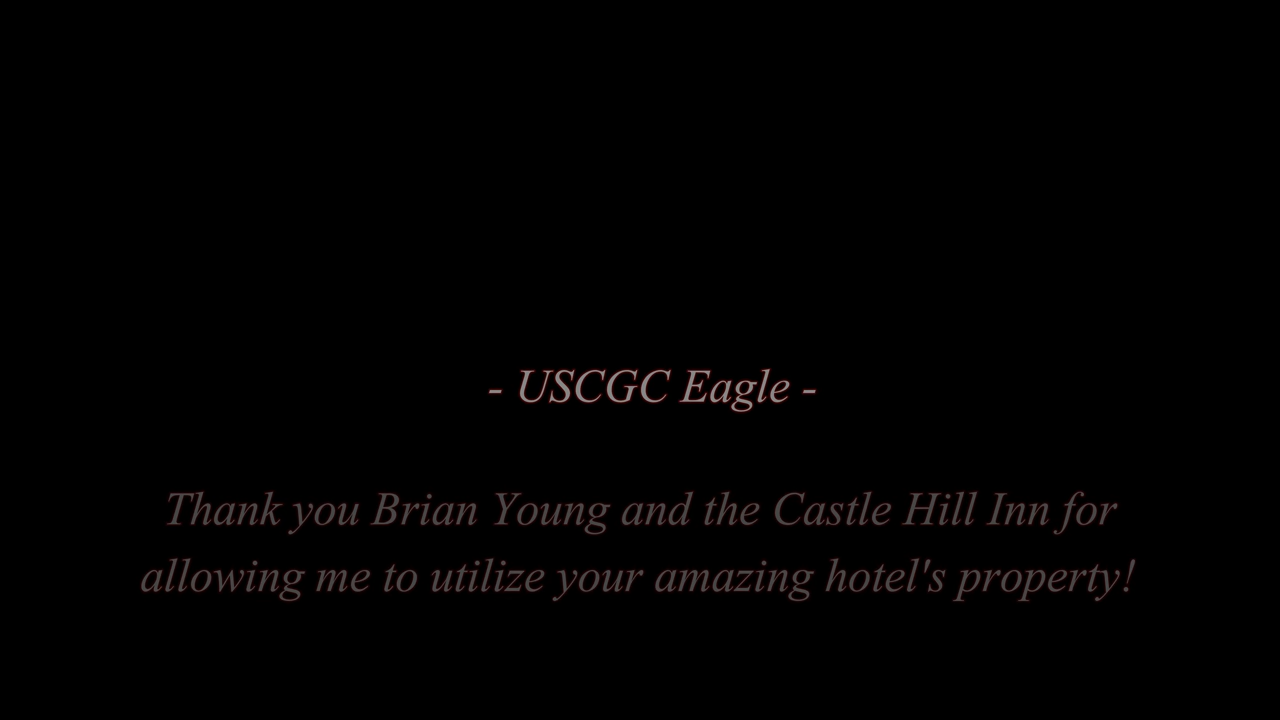 - USCGC Eagle -
Thank you Brian Young and the Castle Hill Inn for
allowing me to utilize your amazing hotel's property!